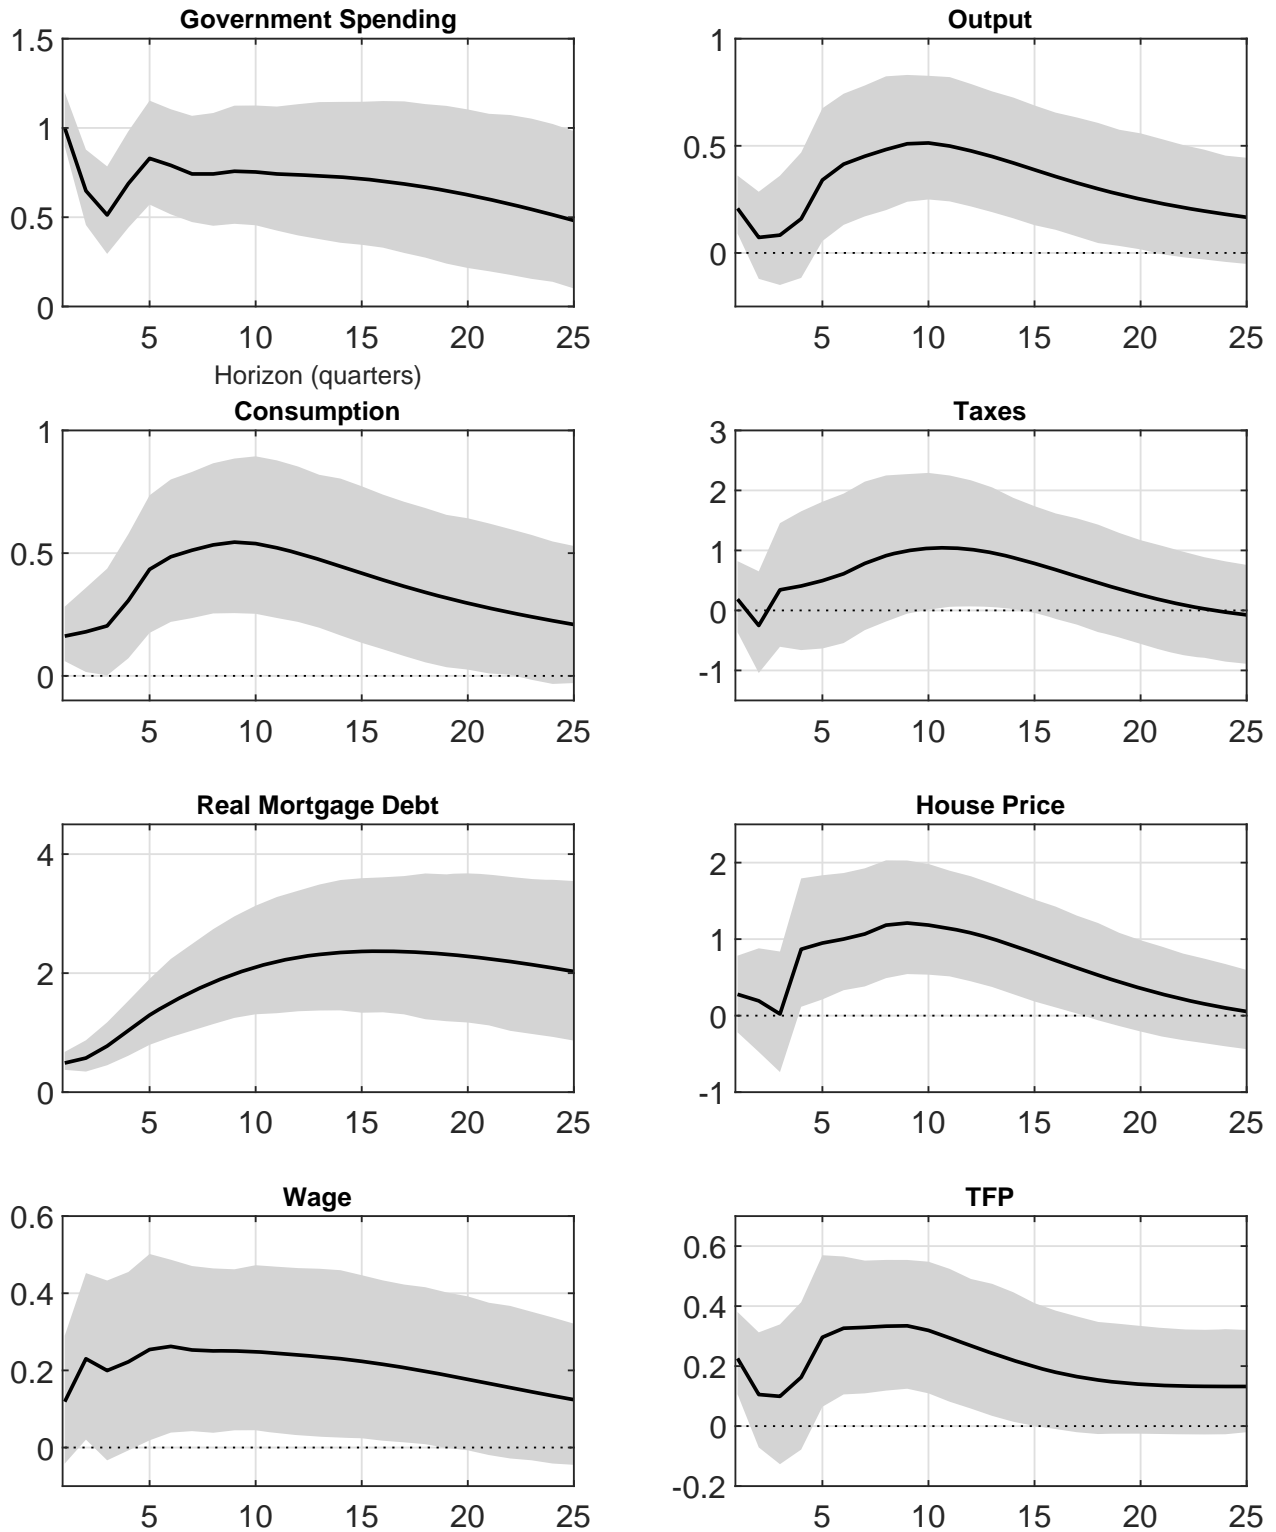 Government Spending
1.5
1
0.5
0
5 10 15 20 25
Horizon (quarters)
Output
1
0.5
0
5 10 15 20 25
Consumption
1
0.5
0
5 10 15 20 25
Taxes
3
2
1
0
-1
5 10 15 20 25
Real Mortgage Debt
4
2
0
5 10 15 20 25
House Price
2
1
0
-1
5 10 15 20 25
Wage
0.6
0.4
0.2
0
5 10 15 20 25
TFP
0.6
0.4
0.2
0
-0.2
5 10 15 20 25